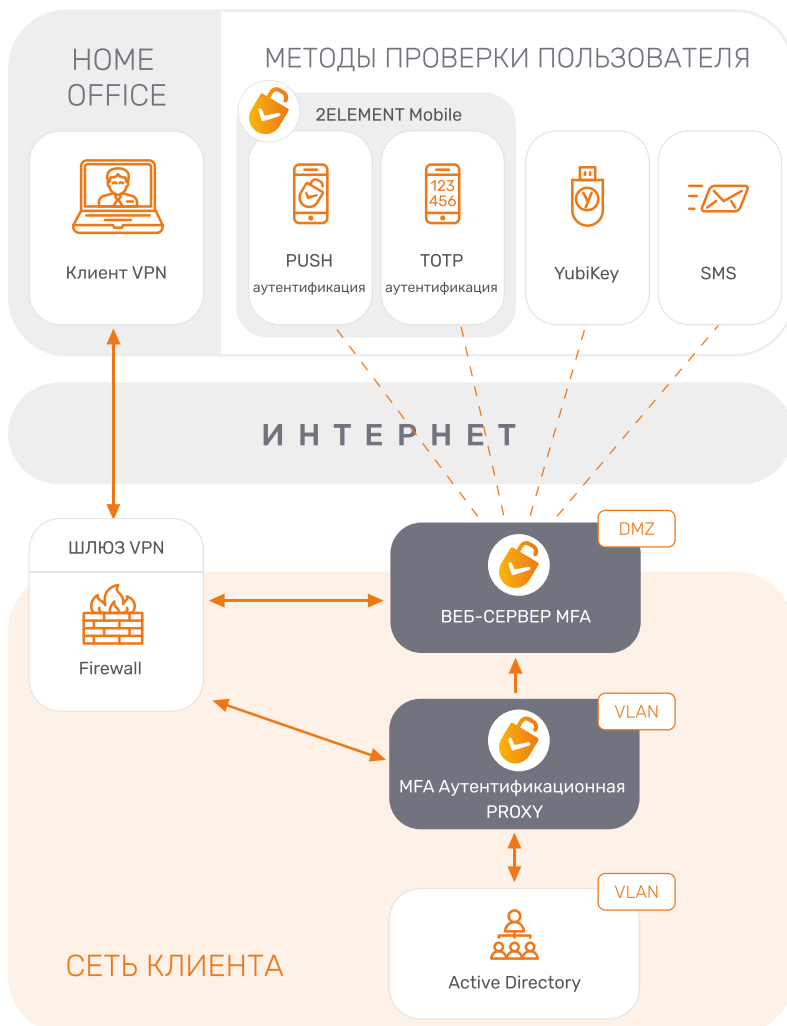 HOME
OFFICE
Клиент VPN
МЕТОДЫ ПРОВЕРКИ ПОЛЬЗОВАТЕЛЯ
2ELEMENT Mobile
PUSH
аутентификация
123
456
TOTP
аутентификация
Y
YubiKey
SMS
ИНТЕРНЕТ
ШЛЮЗ VPN
Firewall
DMZ
ВЕБ-СЕРВЕР MFA
VLAN
MFA Аутентификационная
PROXY
VLAN
Active Directory
СЕТЬ КЛИЕНТА